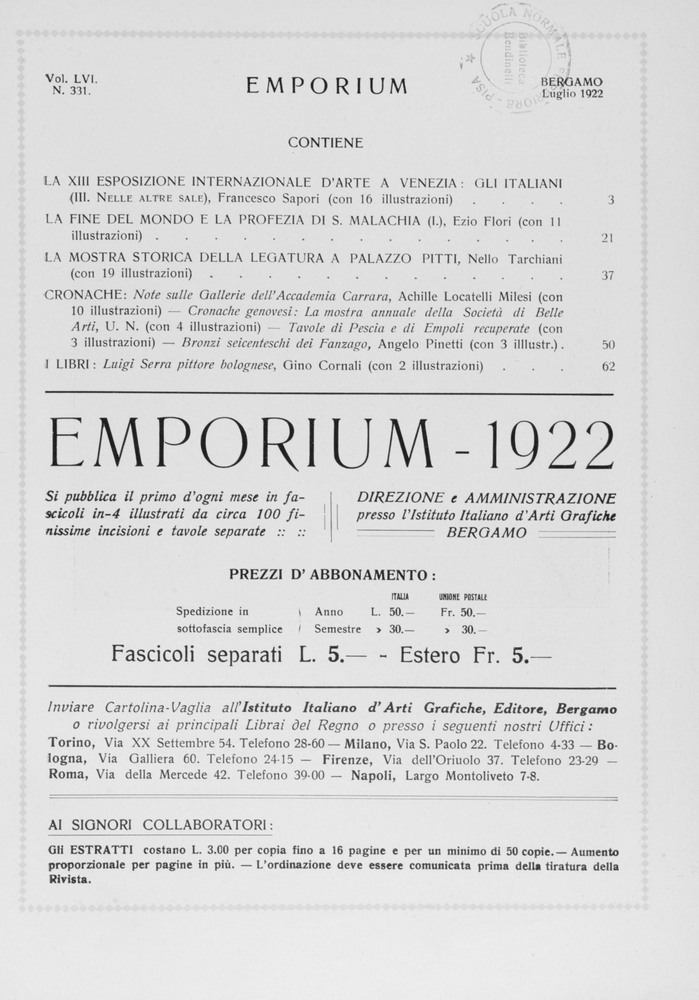 SCUOLA NORMALE SUPERIORE - PISA
Biblioteca
Bendinelli
Vol. LVI.
N. 331.
EMPORIUM
BERGAMO
Luglio 1922
CONTIENE
LA XIII ESPOSIZIONE INTERNAZIONALE D'ARTE A VENEZIA: GLI ITALIANI
(III. NELLE ALTRE SALE), Francesco Sapori (con 16 illustrazioni) . . . . 3
LA FINE DEL MONDO E LA PROFEZIA DI S. MALACHIA (I.), Ezio Flori (con 11
illustrazioni) . . . . . . . . . . . . . . . 21
LA MOSTRA STORICA DELLA LEGATURA A PALAZZO PITTI, Nello Tarchiani
(con 19 illustrazioni) . . . . . . . . . . . . . 37
CRONACHE: Note sulle Gallerie dell'Accademia Carrara, Achille Locatelli Milesi (con
10 illustrazioni) — Cronache genovesi: La mostra annuale della Società di Belle
Arti, U. N. (con 4 illustrazioni) — Tavole di Pescia e di Empoli recuperate (con
3 illustrazioni) — Bronzi seicenteschi dei Fanzago, Angelo Pinetti (con 3 illlustr.) . 50
I LIBRI: Luigi Serra pittore bolognese, Gino Cornali (con 2 illlustrazioni) . . . 62
EMPORIUM - 1922
Si pubblica il primo d'ogni mese in fa-
scicoli in-4 illustrati da circa 100 fi-
nissime incisioni e tavole separate :: ::
DIREZIONE e AMMINISTRAZIONE
presso l'Istituto Italiano d'Arti Grafiche
BERGAMO
PREZZI D'ABBONAMENTO:
ITALIA UNIONE POSTALE
Spedizione in Anno L. 50.— Fr. 50.—
sottofascia semplice Semestre > 30.— > 30.—
Fascicoli separati L. 5.— - Estero Fr. 5.—
Inviare Cartolina-Vaglia all'Istituto Italiano d'Arti Grafiche, Editore, Bergamo
o rivolgersi ai principali Librai del Regno o presso i seguenti nostri Uffici:
Torino, Via XX Settembre 54. Telefono 28-60 — Milano, Via S. Paolo 22. Telefono 4-33 — Bo-
logna, Via Galliera 60. Telefono 24-15 — Firenze, Via dell'Oriuolo 37. Telefono 23-29 —
Roma, Via della Mercede 42. Telefono 39-00 — Napoli, Largo Montoliveto 7-8.
AI SIGNORI COLLABORATORI:
Gli ESTRATTI costano L. 3.00 per copia fino a 16 pagine e per un minimo di 50 copie. — Aumento
proporzionale per pagine in più. — L'ordinazione deve essere comunicata prima della tiratura della
Rivista.